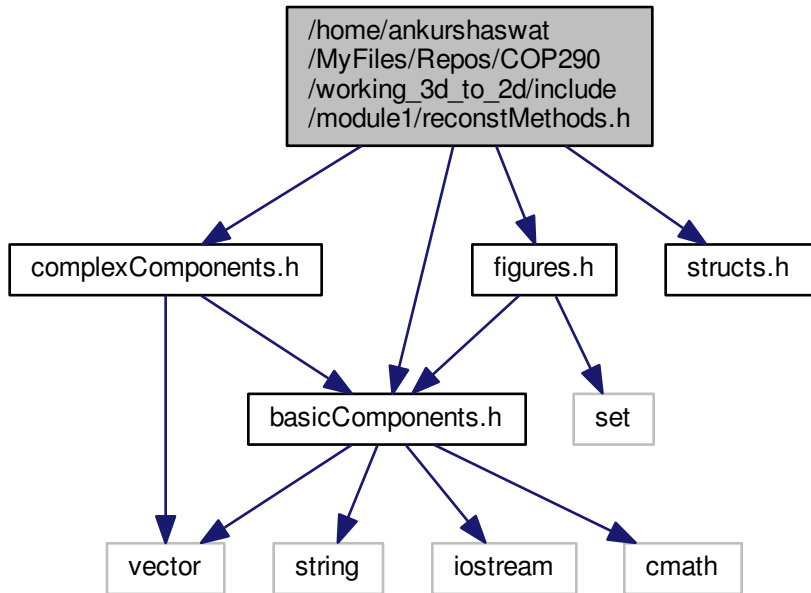 /home/ankurshaswat
/MyFiles/Repos/COP290
/working_3d_to_2d/include
/module1/reconstMethods.h
complexComponents.h
figures.h
structs.h
basicComponents.h
set
vector
string
iostream
cmath